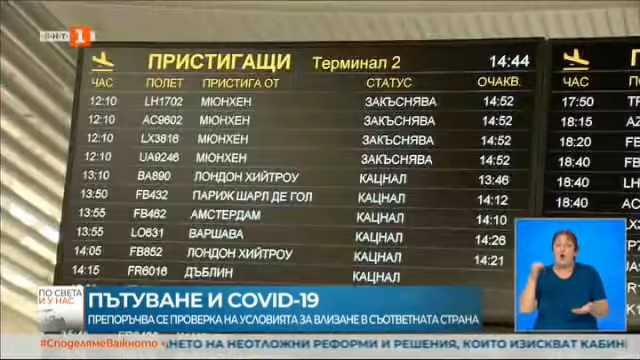 бнт 1
ПРИСТИГАЩИ Терминал 2 14:44
ЧАС ПОЛЕТ ПРИСТИГА ОТ СТАТУС ОЧАКВ. ЧАС
12:10 LH1702 МЮНХЕН ЗАКЪСНЯВА 14:52 17:50
12:10 AC9602 МЮНХЕН ЗАКЪСНЯВА 14:52 18:15
12:10 LX3618 МЮНХЕН ЗАКЪСНЯВА 14:52 18:20
12:10 UA9246 МЮНХЕН ЗАКЪСНЯВА 14:52 18:40
13:10 BA890 ЛОНДОН ХИЙТРОУ КАЦНАЛ 13:46 18:40
13:50 FB432 ПАРИЖ ШАРЛ ДЕ ГОЛ КАЦНАЛ 14:12 18:40
13:55 FB462 АМСТЕРДАМ КАЦНАЛ 14:10
13:55 LO631 ВАРШАВА КАЦНАЛ 14:26
14:05 FB852 ЛОНДОН ХИЙТРОУ КАЦНАЛ 14:21
14:15 FR6016 ДЪБЛИН КАЦНАЛ
ПО СВЕТА
И У НАС
ПЪТУВАНЕ И COVID-19
ПРЕПОРЪЧВА СЕ ПРОВЕРКА НА УСЛОВИЯТА ЗА ВЛИЗАНЕ В СЪОТВЕТНАТА СТРАНА
#СподелямеВажното АНЕТО НА НЕОТЛОЖНИ РЕФОРМИ И РЕШЕНИЯ, КОИТО ИЗИСКВАТ КАБИН